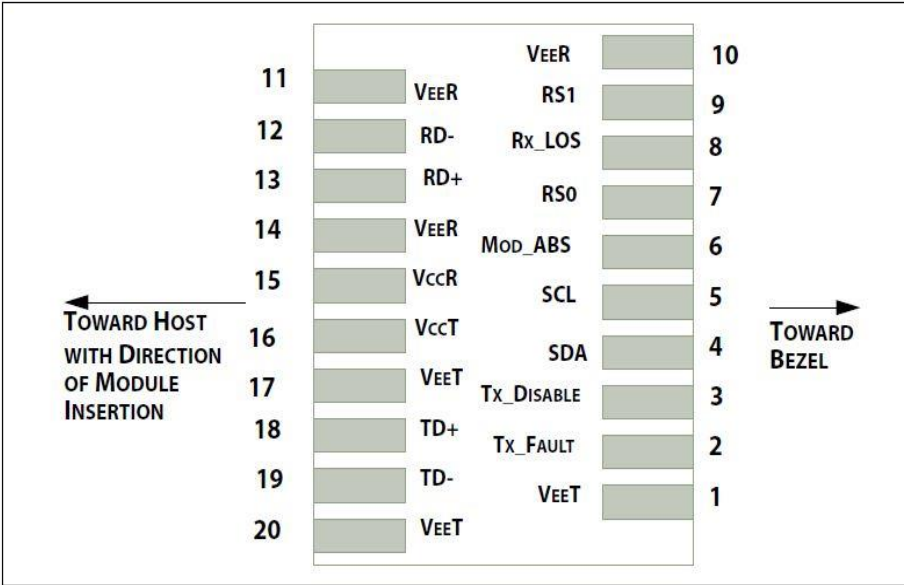 VEER 10
11 VEER
RS1 9
12 RD-
RX_LOS 8
13 RD+
RS0 7
14 VEER
MOD_ABS 6
15 VCCR
SCL 5
TOWARD HOST
WITH DIRECTION
OF MODULE
INSERTION
16 VCCT
TOWARD
BEZEL
SDA 4
17 VEET
TX_DISABLE 3
18 TD+
TX_FAULT 2
19 TD-
VEET 1
20 VEET